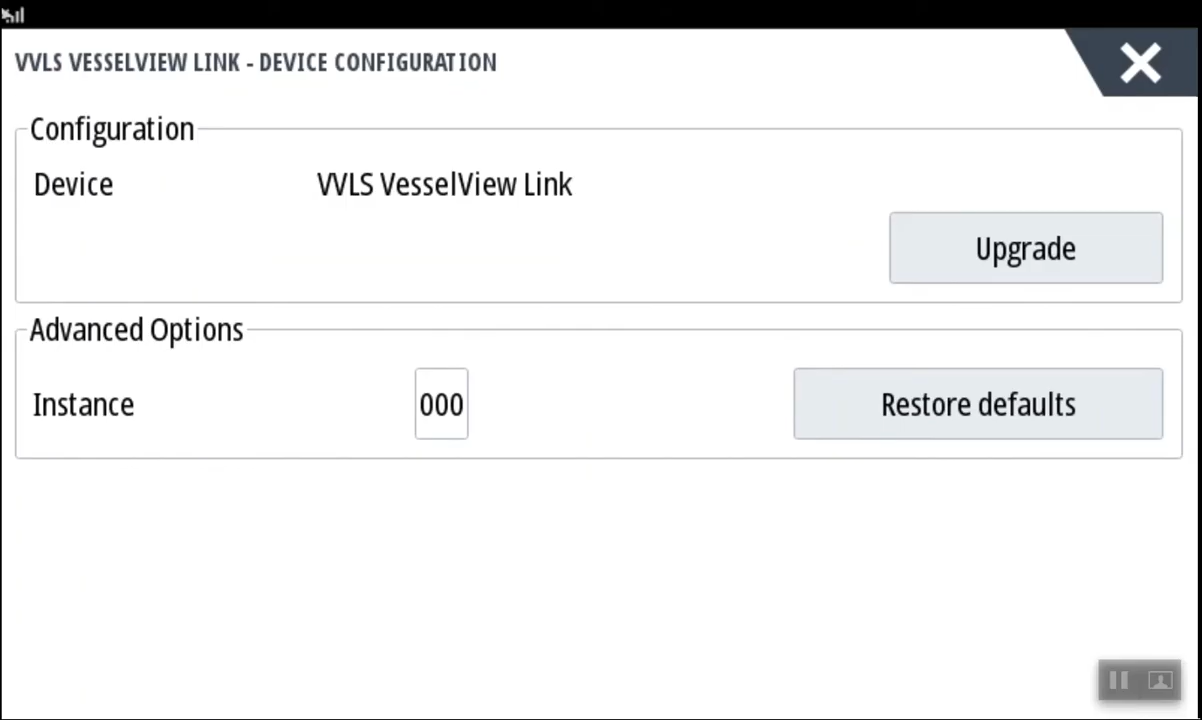 VVLS VESSELVIEW LINK - DEVICE CONFIGURATION
Configuration
Device VVLS VesselView Link
Upgrade
Advanced Options
Instance 000 Restore defaults